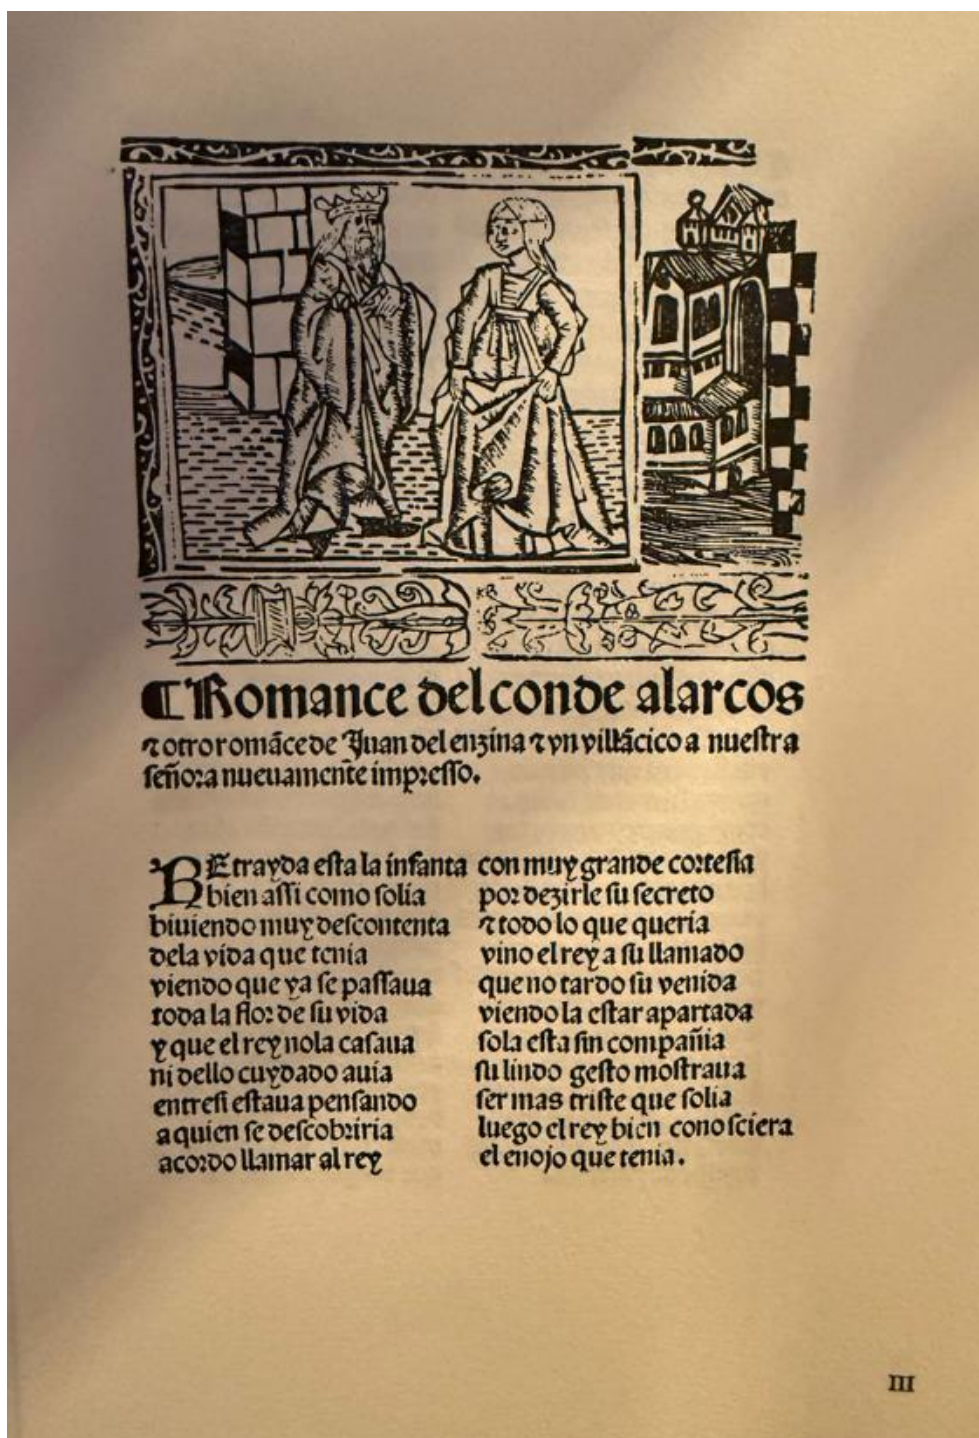 ¶ Romance del conde alarcos
⁊ otro romāce de Juan del enzina ⁊ vn villācico a nuestra
señora nueuamēte impresso.
REtrayda esta la infanta
bien assi como solia
biuiendo muy descontenta
dela vida que tenia
viendo que ya se passaua
toda la flor de su vida
y que el rey nola casaua
ni dello cuydado auia
entresi estaua pensando
a quien se descobriria
acordo llamar al rey
con muy grande cortesia
por dezirle su secreto
⁊ todo lo que queria
vino el rey a su llamado
que no tardo su venida
viendo la estar apartada
sola esta sin compañia
su lindo gesto mostraua
ser mas triste que solia
luego el rey bien conosciera
el enojo que tenia.
III